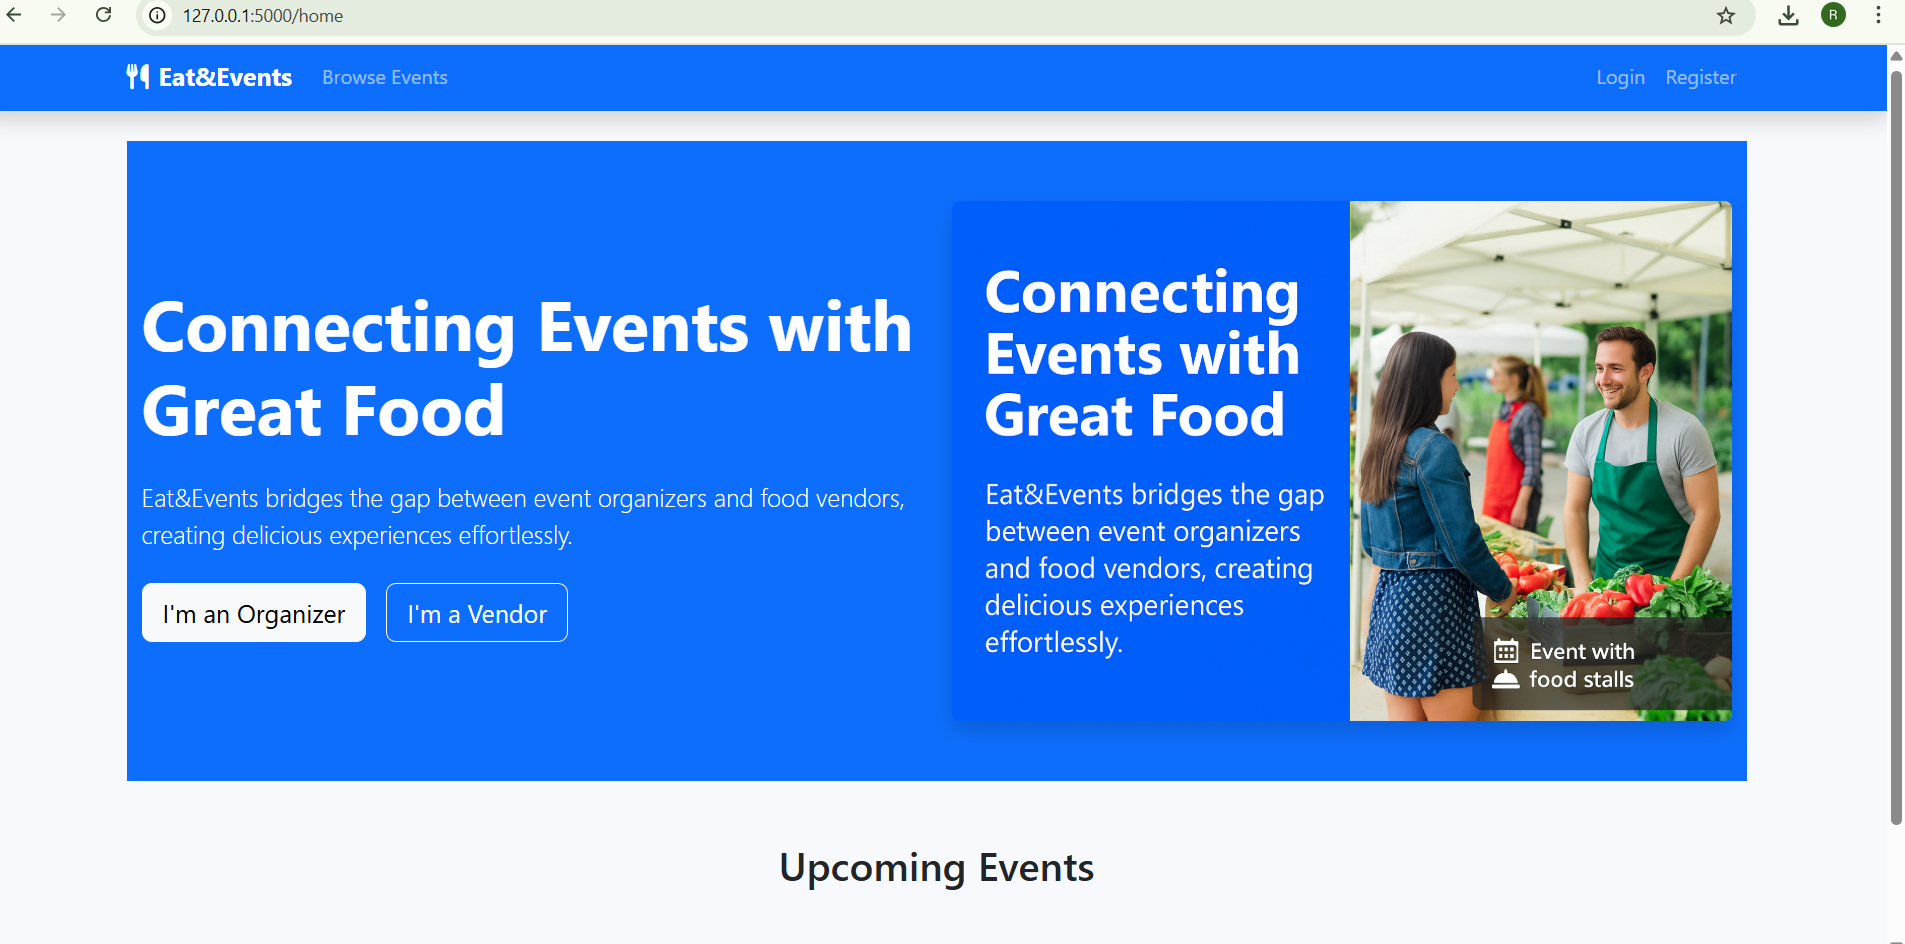 127.0.0.1:5000/home
R
Eat&Events
Browse Events
Login
Register
Connecting Events with
Great Food
Eat&Events bridges the gap between event organizers and food vendors,
creating delicious experiences effortlessly.
I'm an Organizer
I'm a Vendor
Connecting
Events with
Great Food
Eat&Events bridges the gap
between event organizers
and food vendors, creating
delicious experiences
effortlessly.
Event with
food stalls
Upcoming Events